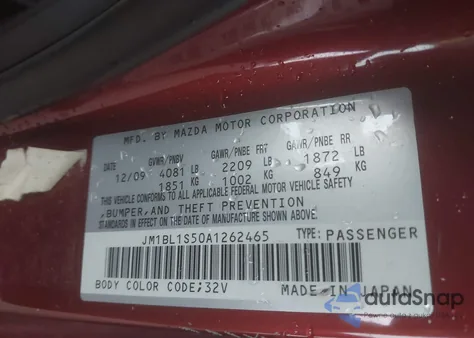 MFD. BY MAZDA MOTOR CORPORATION
DATE GVWR/PNBV GAWR/PNBE FRT GAWR/PNBE RR
12/09 4081 LB 2209 LB 1872 LB
1851 KG 1002 KG 849 KG
THIS VEHICLE CONFORMS TO ALL APPLICABLE FEDERAL MOTOR VEHICLE SAFETY
,BUMPER,AND THEFT PREVENTION
STANDARDS IN EFFECT ON THE DATE OF MANUFACTURE SHOWN ABOVE.
JM1BL1S50A1262465 TYPE: PASSENGER
BODY COLOR CODE;32V MADE IN JAPAN
autoSnap
Pewne auto z aukcji